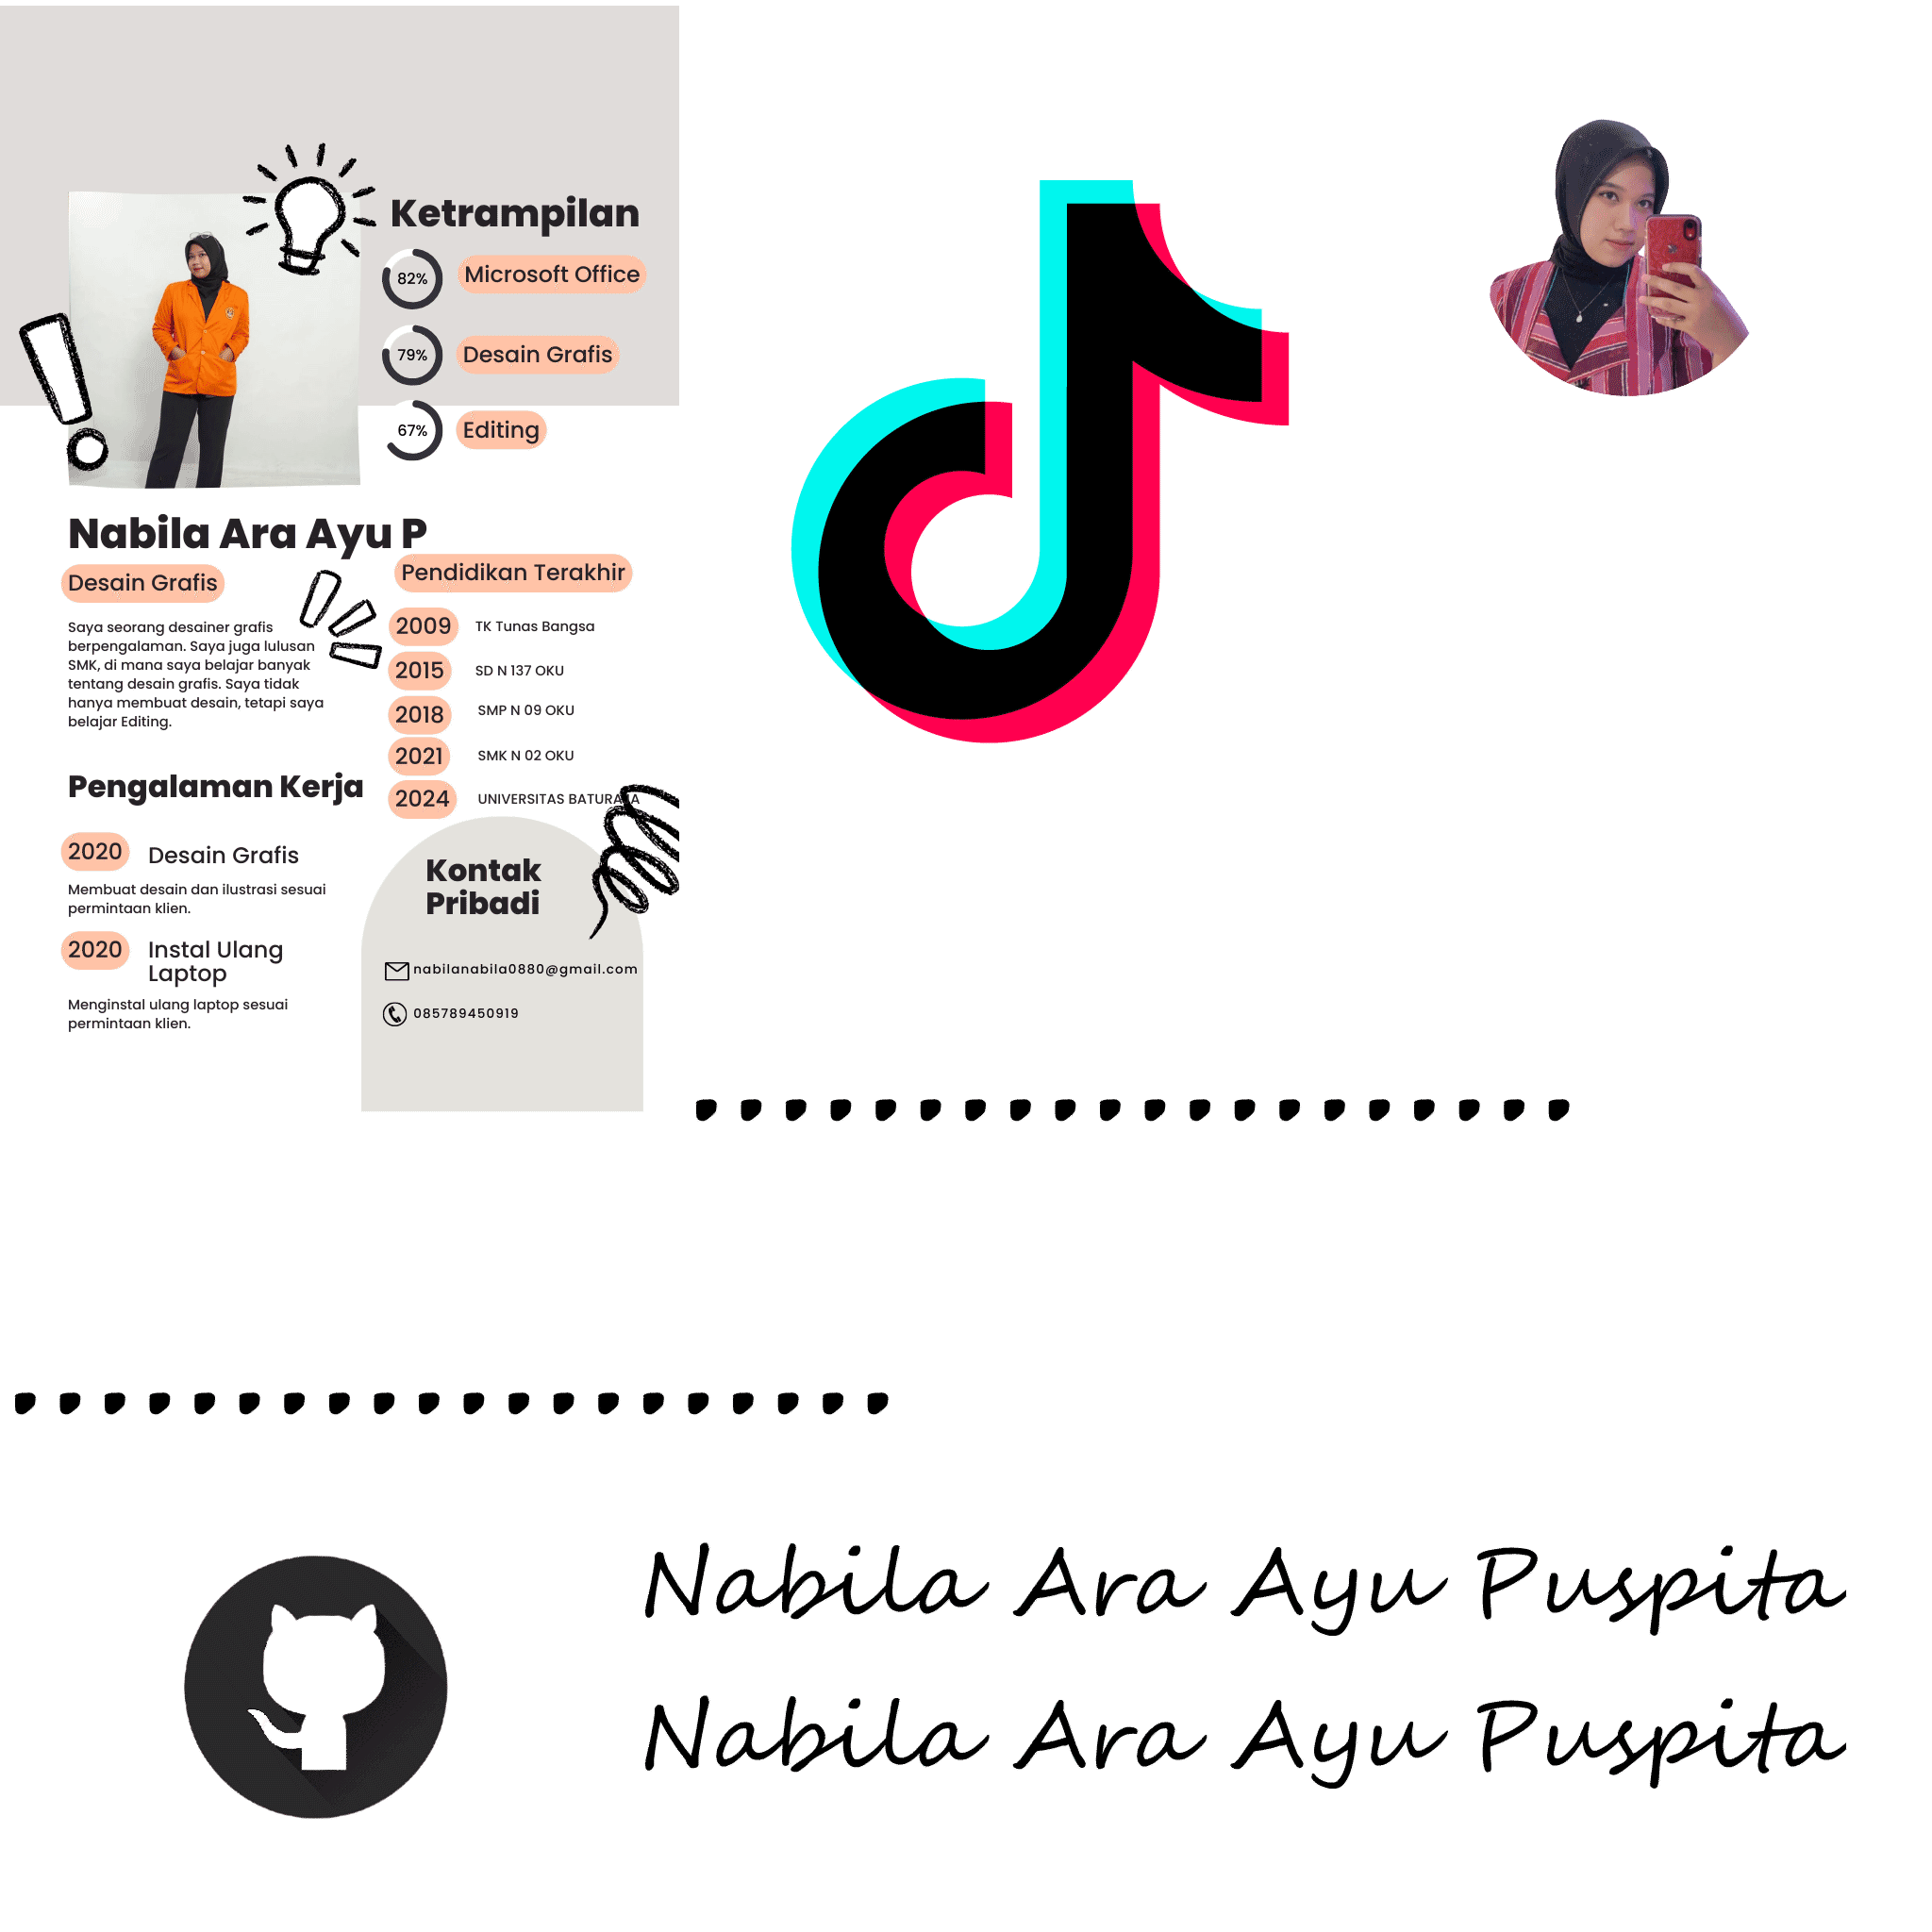 Ketrampilan
82%
Microsoft Office
79%
Desain Grafis
67%
Editing
Nabila Ara Ayu P
Desain Grafis
Saya seorang desainer grafis
berpengalaman. Saya juga lulusan
SMK, di mana saya belajar banyak
tentang desain grafis. Saya tidak
hanya membuat desain, tetapi saya
belajar Editing.
Pendidikan Terakhir
2009 TK Tunas Bangsa
2015 SD N 137 OKU
2018 SMP N 09 OKU
2021 SMK N 02 OKU
2024 UNIVERSITAS BATURAJA
Pengalaman Kerja
2020 Desain Grafis
Membuat desain dan ilustrasi sesuai
permintaan klien.
2020 Instal Ulang
Laptop
Menginstal ulang laptop sesuai
permintaan klien.
Kontak
Pribadi
nabilanabila0880@gmail.com
085789450919
Nabila Ara Ayu Puspita
Nabila Ara Ayu Puspita